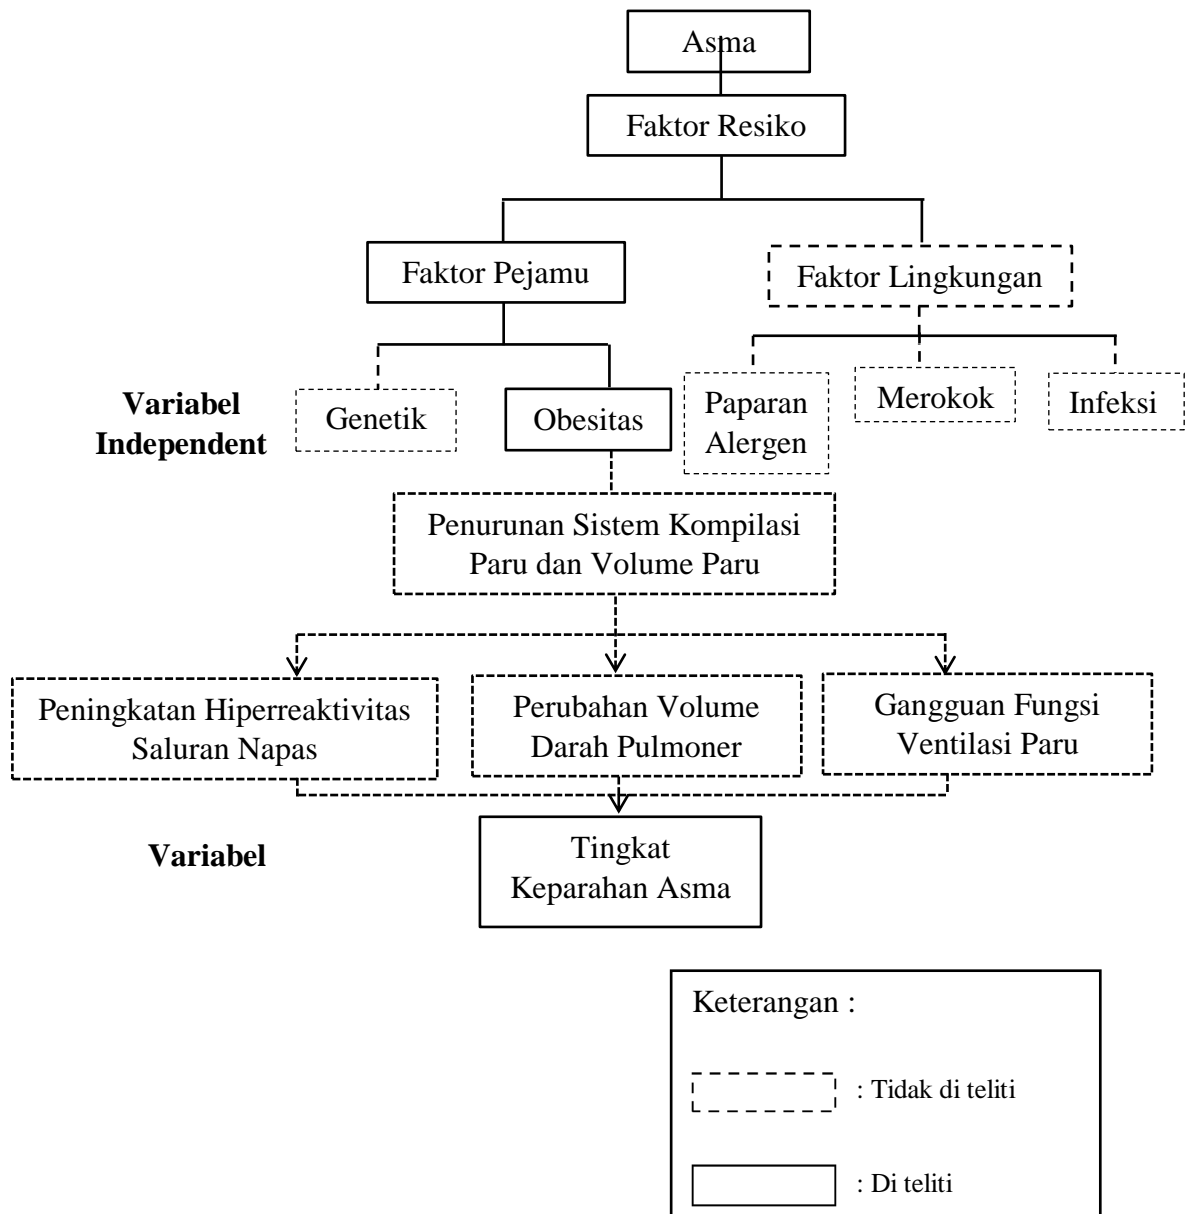 Asma
Faktor Resiko
Faktor Pejamu
Faktor Lingkungan
Variabel
Independent
Genetik
Obesitas
Paparan
Alergen
Merokok
Infeksi
Penurunan Sistem Kompilasi
Paru dan Volume Paru
Peningkatan Hiperreaktivitas
Saluran Napas
Perubahan Volume
Darah Pulmoner
Gangguan Fungsi
Ventilasi Paru
Variabel
Tingkat
Keparahan Asma
Keterangan :
: Tidak di teliti
: Di teliti